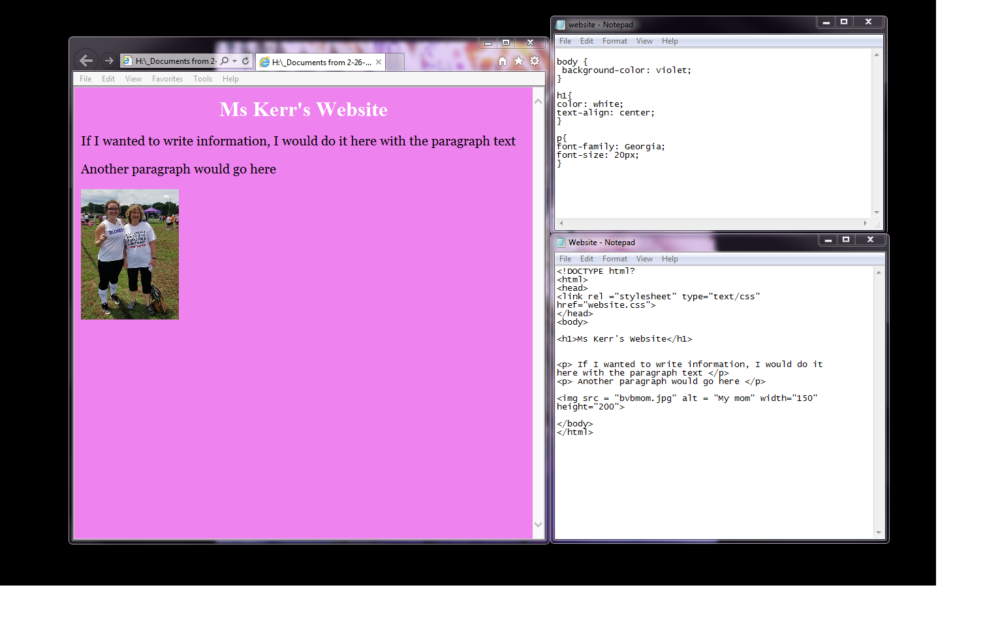 H:\_Documents from 2-
H:\_Documents from 2-26-...
File Edit View Favorites Tools Help
Ms Kerr's Website
If I wanted to write information, I would do it here with the paragraph text
Another paragraph would go here
website - Notepad
File Edit Format View Help
body {
 background-color: violet;
}
h1{
color: white;
text-align: center;
}
p{
font-family: Georgia;
font-size: 20px;
}
Website - Notepad
File Edit Format View Help
<!DOCTYPE html?
<html>
<head>
<link rel ="stylesheet" type="text/css"
href="website.css">
</head>
<body>
<h1>Ms Kerr's Website</h1>
<p> If I wanted to write information, I would do it
here with the paragraph text </p>
<p> Another paragraph would go here </p>
<img src = "bvbmom.jpg" alt = "My mom" width="150"
height="200">
</body>
</html>